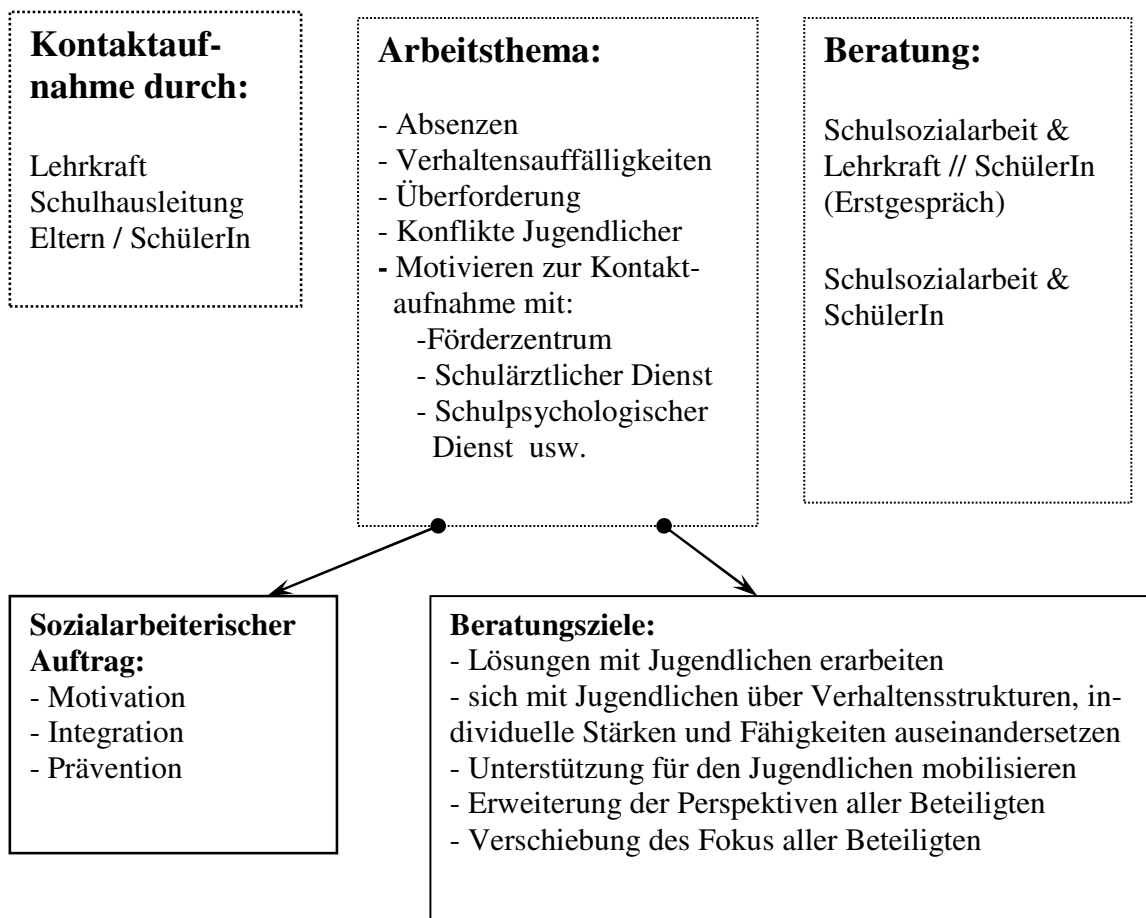 Kontaktauf-
nahme durch:
Lehrkraft
Schulhausleitung
Eltern / SchülerIn
Arbeitsthema:
- Absenzen
- Verhaltensauffälligkeiten
- Überforderung
- Konflikte Jugendlicher
- Motivieren zur Kontakt-
aufnahme mit:
-Förderzentrum
- Schulärztlicher Dienst
- Schulpsychologischer
Dienst usw.
Beratung:
Schulsozialarbeit &
Lehrkraft // SchülerIn
(Erstgespräch)
Schulsozialarbeit &
SchülerIn
Sozialarbeiterischer
Auftrag:
- Motivation
- Integration
- Prävention
Beratungsziele:
- Lösungen mit Jugendlichen erarbeiten
- sich mit Jugendlichen über Verhaltensstrukturen, in-
dividuelle Stärken und Fähigkeiten auseinandersetzen
- Unterstützung für den Jugendlichen mobilisieren
- Erweiterung der Perspektiven aller Beteiligten
- Verschiebung des Fokus aller Beteiligten